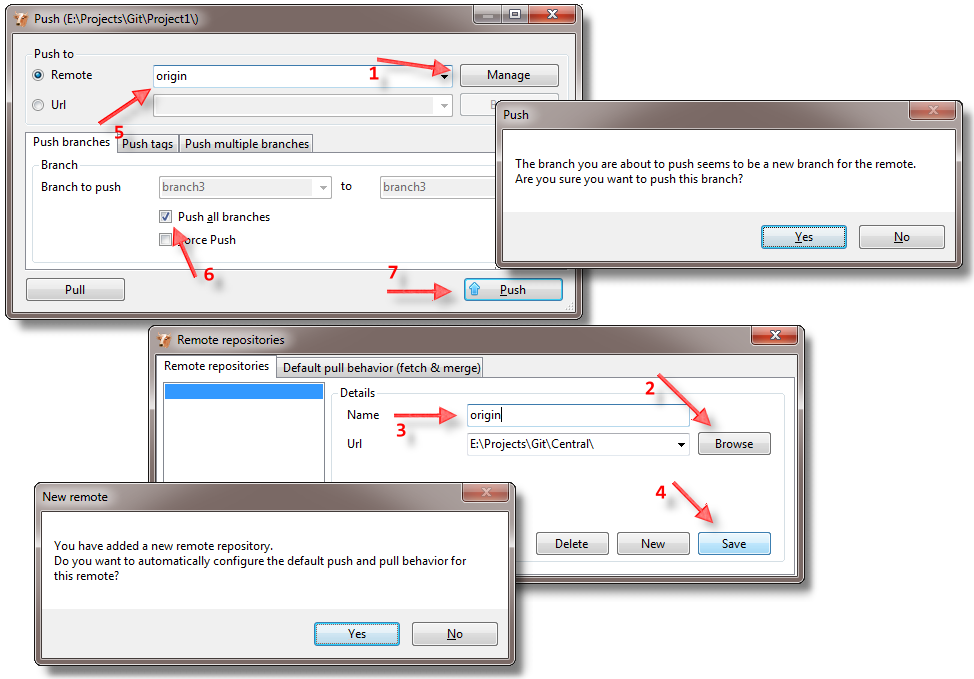 Push (E:\Projects\Git\Project1\)
Push to
Remote
origin
1
Manage
Url
5
Push branches
Push tags
Push multiple branches
Branch
Branch to push
branch3
to
branch3
Push all branches
Force Push
6
7
Pull
Push
Push
The branch you are about to push seems to be a new branch for the remote.
Are you sure you want to push this branch?
Yes
No
Remote repositories
Remote repositories
Default pull behavior (fetch & merge)
Details
2
Name
3
origin
Url
E:\Projects\Git\Central\
Browse
4
Delete
New
Save
New remote
You have added a new remote repository.
Do you want to automatically configure the default push and pull behavior for
this remote?
Yes
No